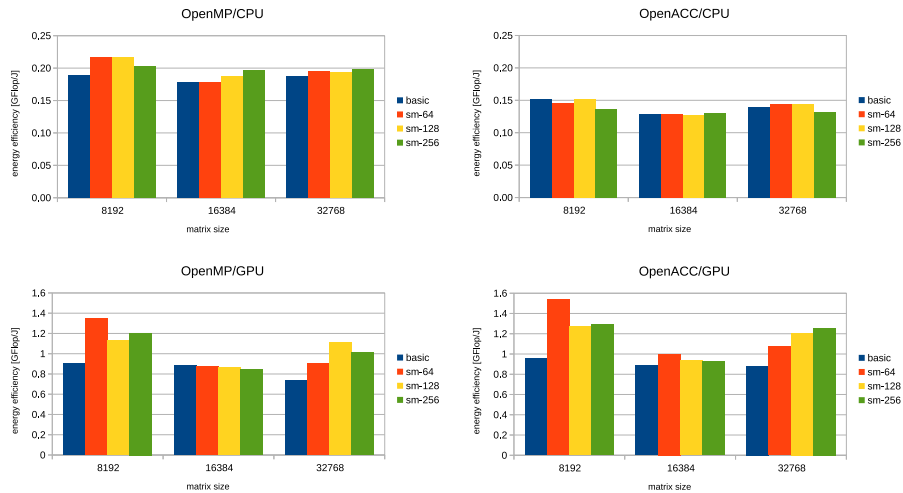 OpenMP/CPU
energy efficiency [GFlop/J]
0,25
0,20
0,15
0,10
0,05
0,00
8192
16384
32768
matrix size
basic
sm-64
sm-128
sm-256
OpenACC/CPU
energy efficiency [GFlop/J]
0.25
0.20
0.15
0.10
0.05
0.00
8192
16384
32768
matrix size
basic
sm-64
sm-128
sm-256
OpenMP/GPU
energy efficiency [GFlop/J]
1.6
1.4
1.2
1
0.8
0.6
0.4
0.2
0
8192
16384
32768
matrix size
basic
sm-64
sm-128
sm-256
OpenACC/GPU
energy efficiency [GFlop/J]
1.6
1.4
1.2
1
0.8
0.6
0.4
0.2
0
8192
16384
32768
matrix size
basic
sm-64
sm-128
sm-256